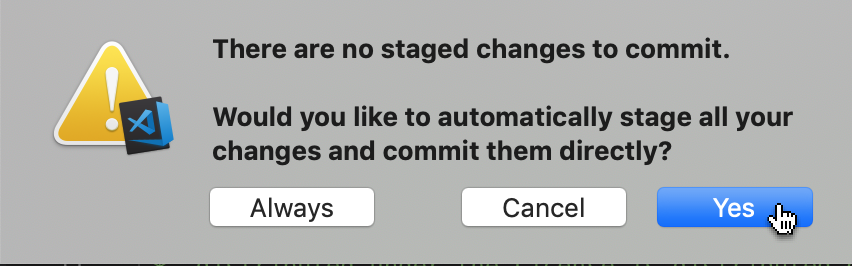 There are no staged changes to commit.
Would you like to automatically stage all your
changes and commit them directly?
Always
Cancel
Yes